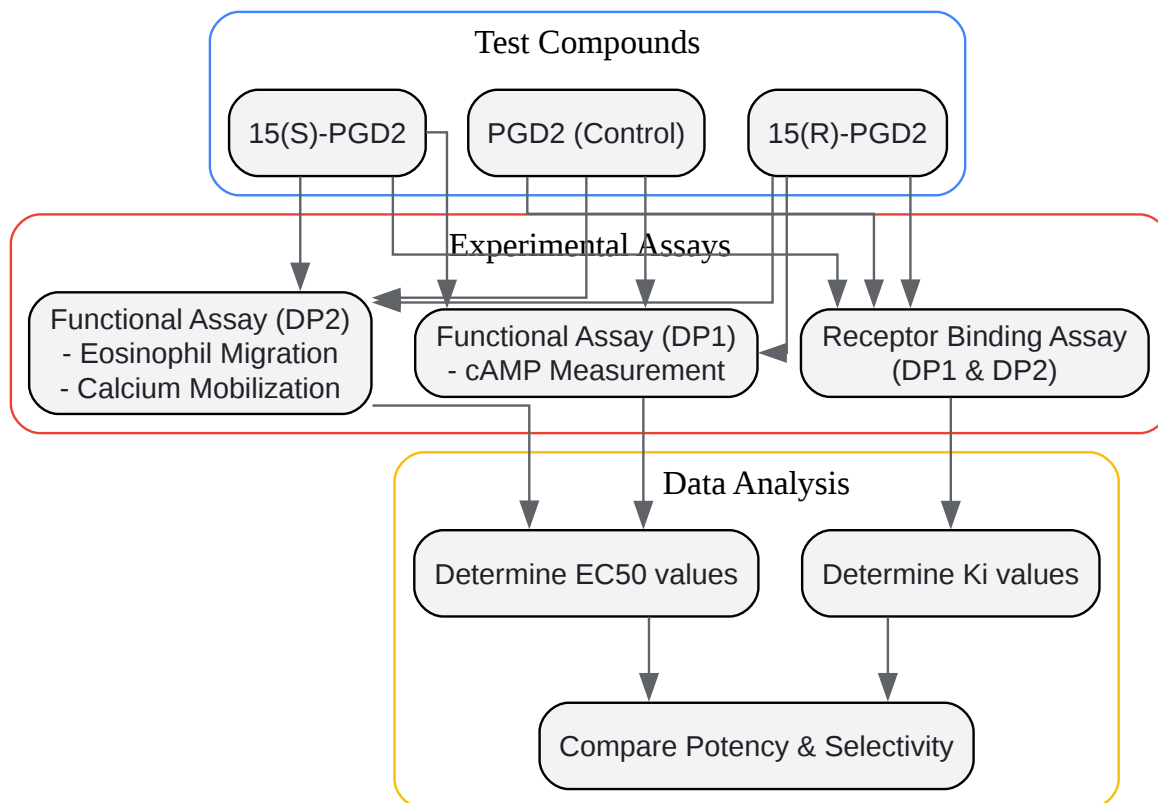 Test Compounds
15(S)-PGD2
PGD2 (Control)
15(R)-PGD2
Experimental Assays
Functional Assay (DP2)
- Eosinophil Migration
- Calcium Mobilization
Functional Assay (DP1)
- cAMP Measurement
Receptor Binding Assay
(DP1 & DP2)
Data Analysis
Determine EC50 values
Determine Ki values
Compare Potency & Selectivity